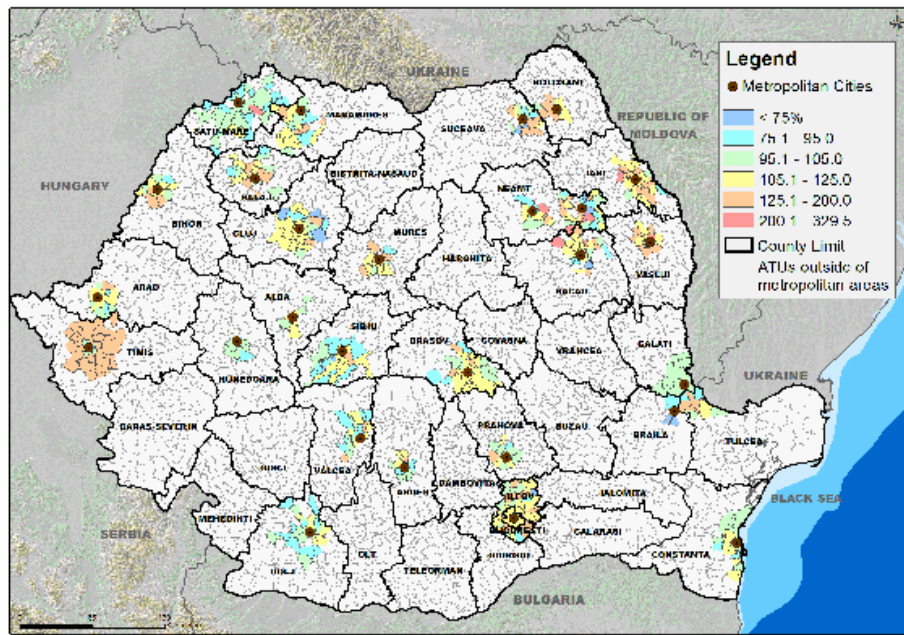 Legend
Metropolitan Cities
< 75%
75.1 - 95.0
95.1 - 105.0
105.1 - 125.0
125.1 - 200.0
200.1 - 329.5
County Limit
ATUs outside of
metropolitan areas
UKRAINE
REPUBLIC OF
MOLDOVA
HUNGARY
SATU-MARE
MARAMURES
SUCEAVA
BISTRITA-NASAUD
IASI
NEAMT
BIHOR
CLUJ
MURES
HARGHITA
BACAU
VASLUI
ARAD
ALBA
SIBIU
BRASOV
COVASNA
VRANCEA
GALATI
TIMIS
HUNEDOARA
UKRAINE
CARAS-SEVERIN
VALCEA
PRAHOVA
BUZAU
BRAILA
TULCEA
DAMBOVITA
ILFOV
IALOMITA
BLACK SEA
MEHEDINTI
BUCURESTI
CALARASI
CONSTANTA
SERBIA
OLT
TELEORMAN
BULGARIA